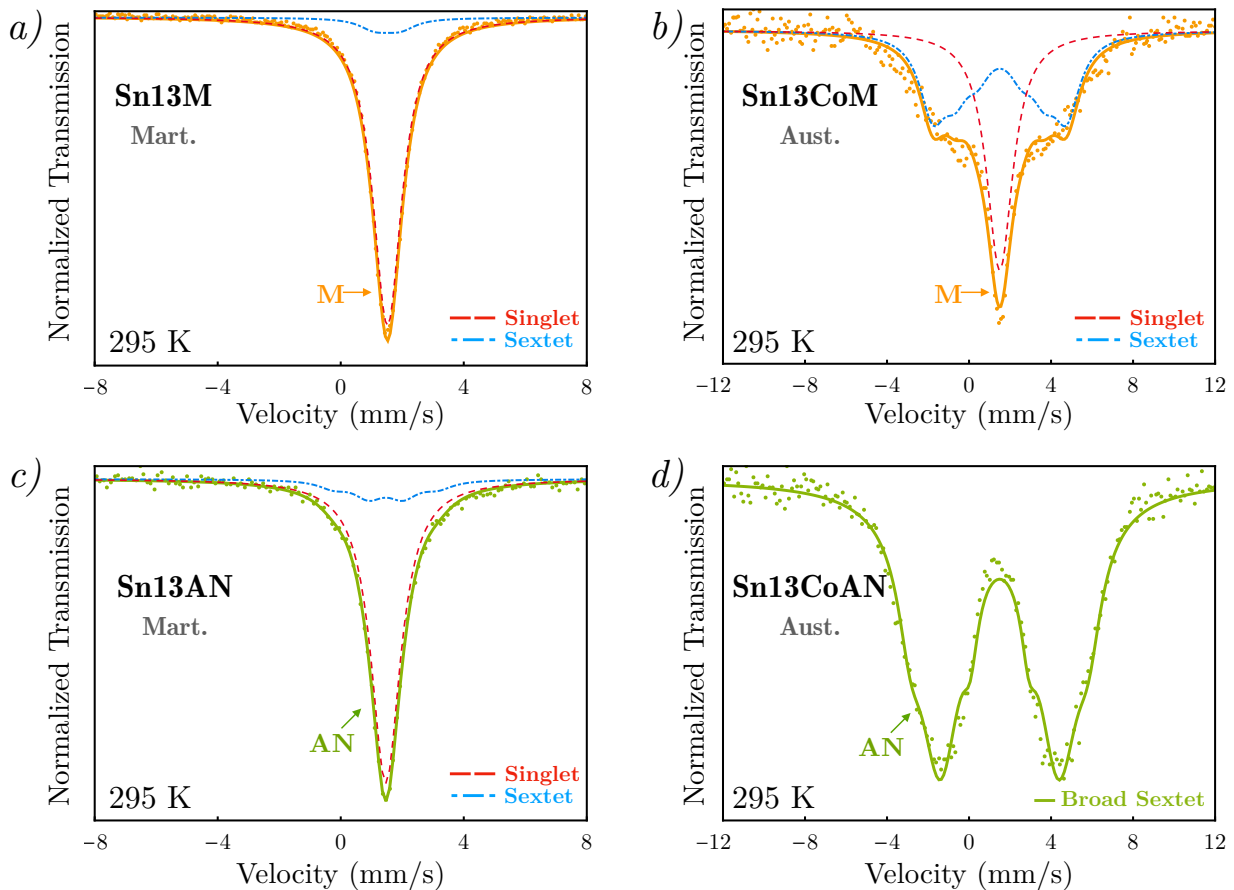 a)
Normalized Transmission
Sn13M
Mart.
M
Singlet
Sextet
295 K
−8 −4 0 4 8
Velocity (mm/s)
b)
Normalized Transmission
Sn13CoM
Aust.
M
Singlet
Sextet
295 K
−12 −8 −4 0 4 8 12
Velocity (mm/s)
c)
Normalized Transmission
Sn13AN
Mart.
AN
Singlet
Sextet
295 K
−8 −4 0 4 8
Velocity (mm/s)
d)
Normalized Transmission
Sn13CoAN
Aust.
AN
Broad Sextet
295 K
−12 −8 −4 0 4 8 12
Velocity (mm/s)